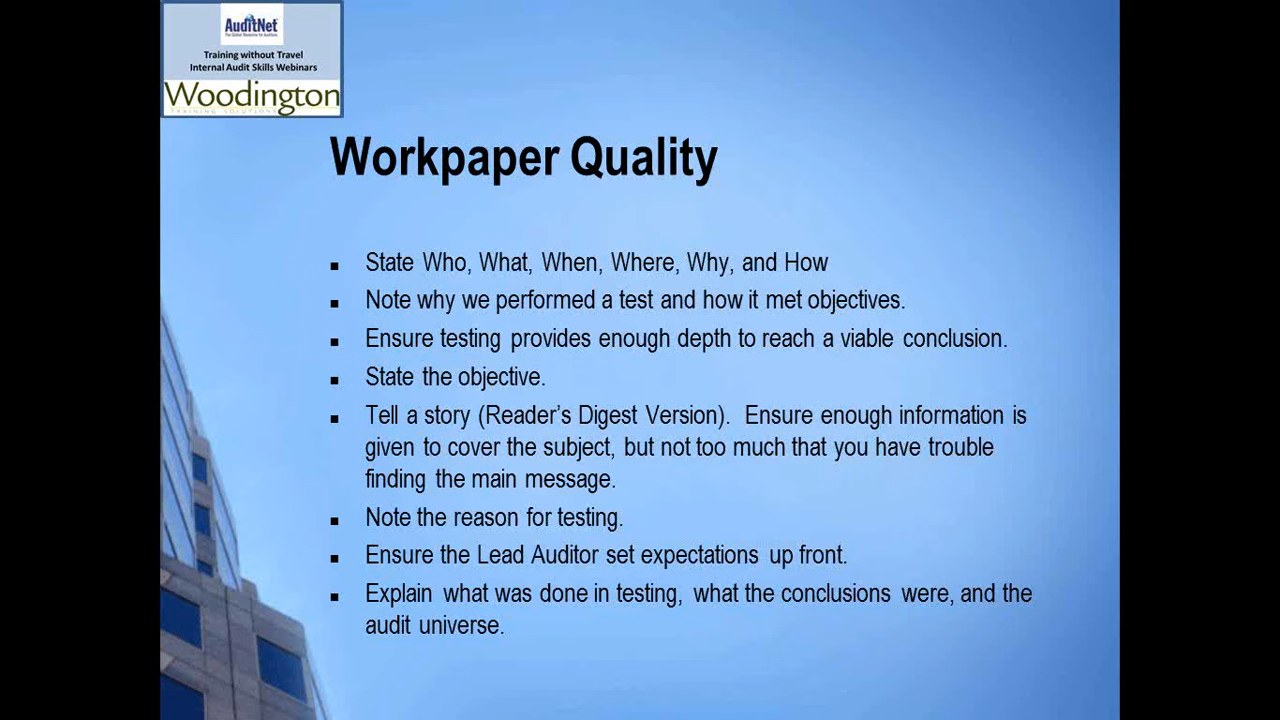 AuditNet
Training without Travel
Internal Audit Skills Webinars
Woodington
TRAINING SOLUTIONS
Workpaper Quality
▪ State Who, What, When, Where, Why, and How
▪ Note why we performed a test and how it met objectives.
▪ Ensure testing provides enough depth to reach a viable conclusion.
▪ State the objective.
▪ Tell a story (Reader’s Digest Version). Ensure enough information is
given to cover the subject, but not too much that you have trouble
finding the main message.
▪ Note the reason for testing.
▪ Ensure the Lead Auditor set expectations up front.
▪ Explain what was done in testing, what the conclusions were, and the
audit universe.